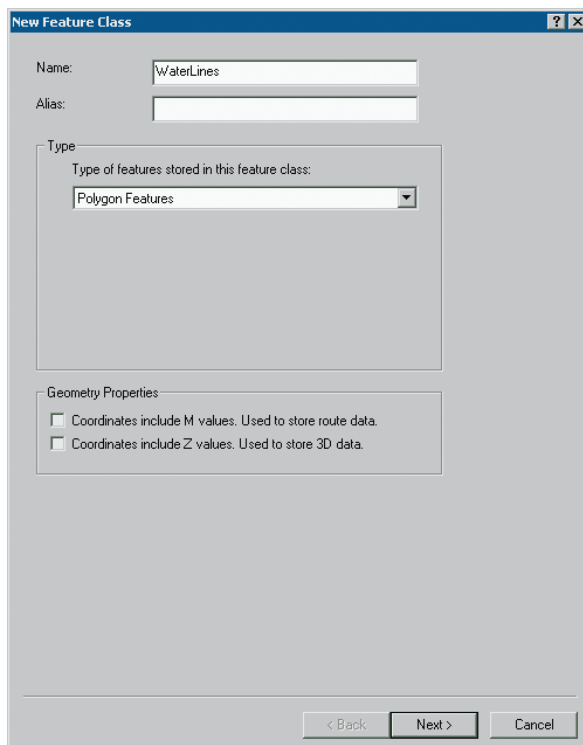 New Feature Class
Name:
WaterLines
Alias:
Type
Type of features stored in this feature class:
Polygon Features
Geometry Properties
Coordinates include M values. Used to store route data.
Coordinates include Z values. Used to store 3D data.
< Back
Next >
Cancel